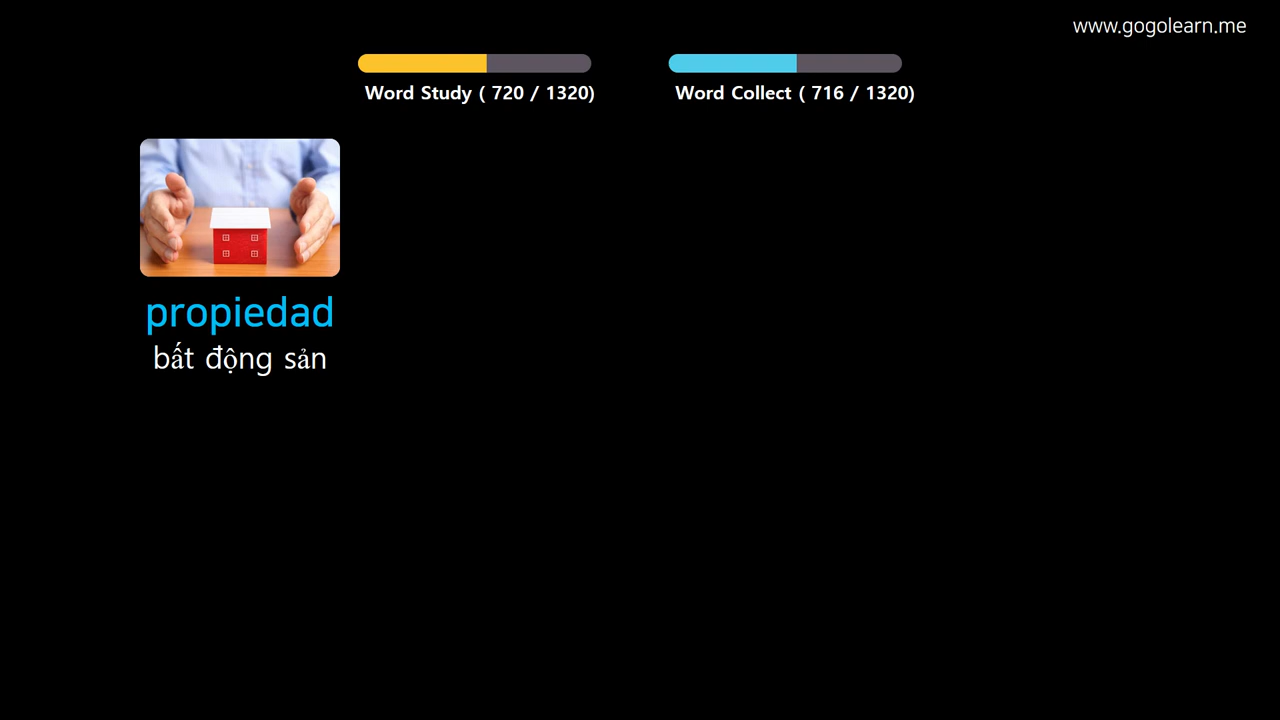 www.gogolearn.me
Word Study ( 720 / 1320)
Word Collect ( 716 / 1320)
propiedad
bất động sản